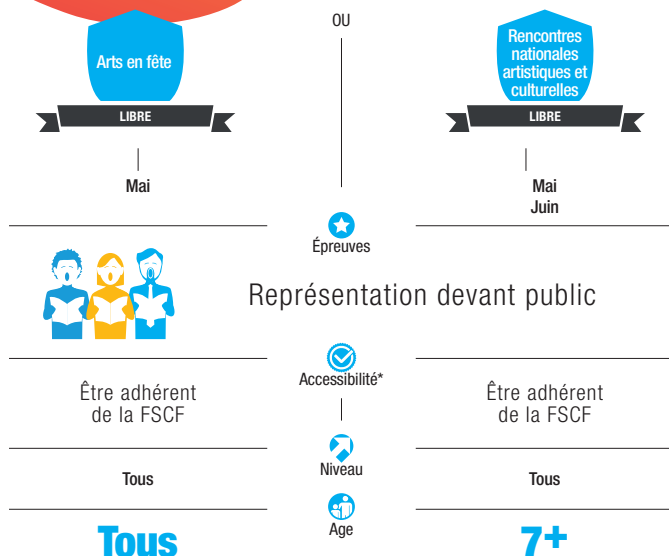 OU
Arts en fête
LIBRE
Mai
Rencontres
nationales
artistiques et
culturelles
LIBRE
Mai
Juin
Épreuves
Représentation devant public
Accessibilité*
Être adhérent
de la FSCF
Être adhérent
de la FSCF
Niveau
Tous
Tous
Age
Tous
7+